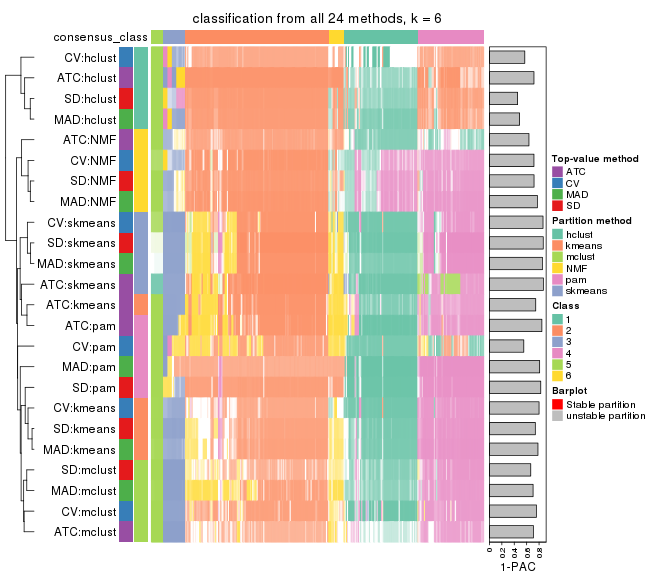 classification from all 24 methods, k = 6
consensus_class
CV:hclust
ATC:hclust
SD:hclust
MAD:hclust
ATC:NMF
CV:NMF
SD:NMF
MAD:NMF
CV:skmeans
SD:skmeans
MAD:skmeans
ATC:skmeans
ATC:kmeans
ATC:pam
CV:pam
MAD:pam
SD:pam
CV:kmeans
SD:kmeans
MAD:kmeans
SD:mclust
MAD:mclust
CV:mclust
ATC:mclust
0 0.2 0.4 0.6 0.8
1-PAC
Top-value method
ATC
CV
MAD
SD
Partition method
hclust
kmeans
mclust
NMF
pam
skmeans
Class
1
2
3
4
5
6
Barplot
Stable partition
unstable partition